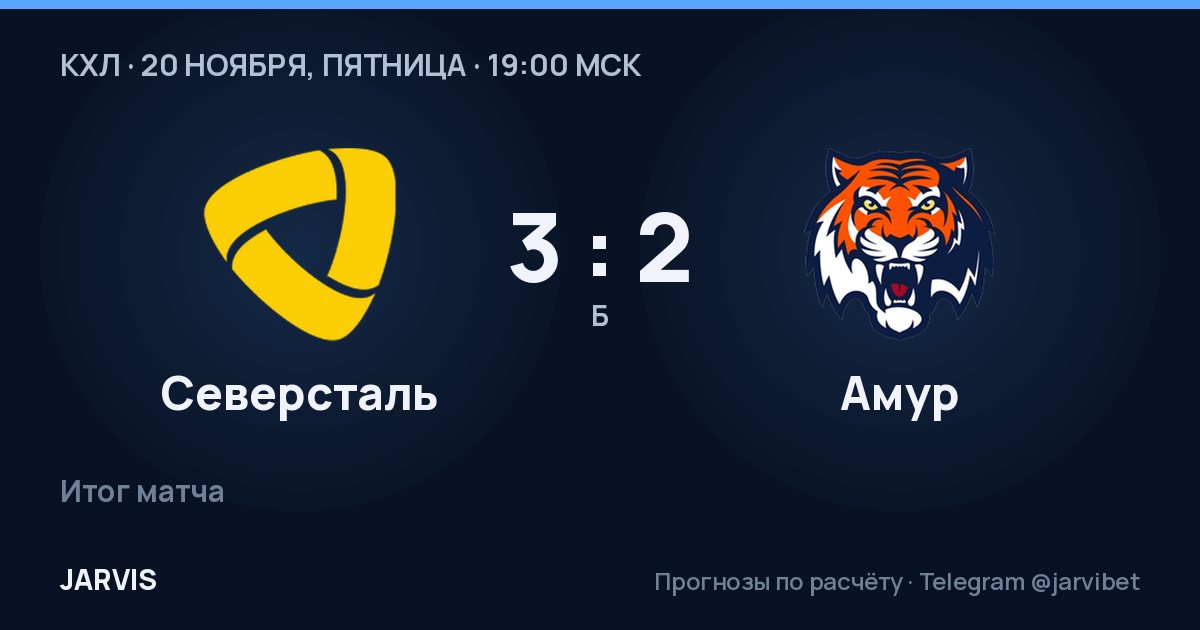 КХЛ · 20 НОЯБРЯ, ПЯТНИЦА · 19:00 МСК
3 : 2
Б
Северсталь
Амур
Итог матча
JARVIS
Прогнозы по расчёту · Telegram @jarvibet